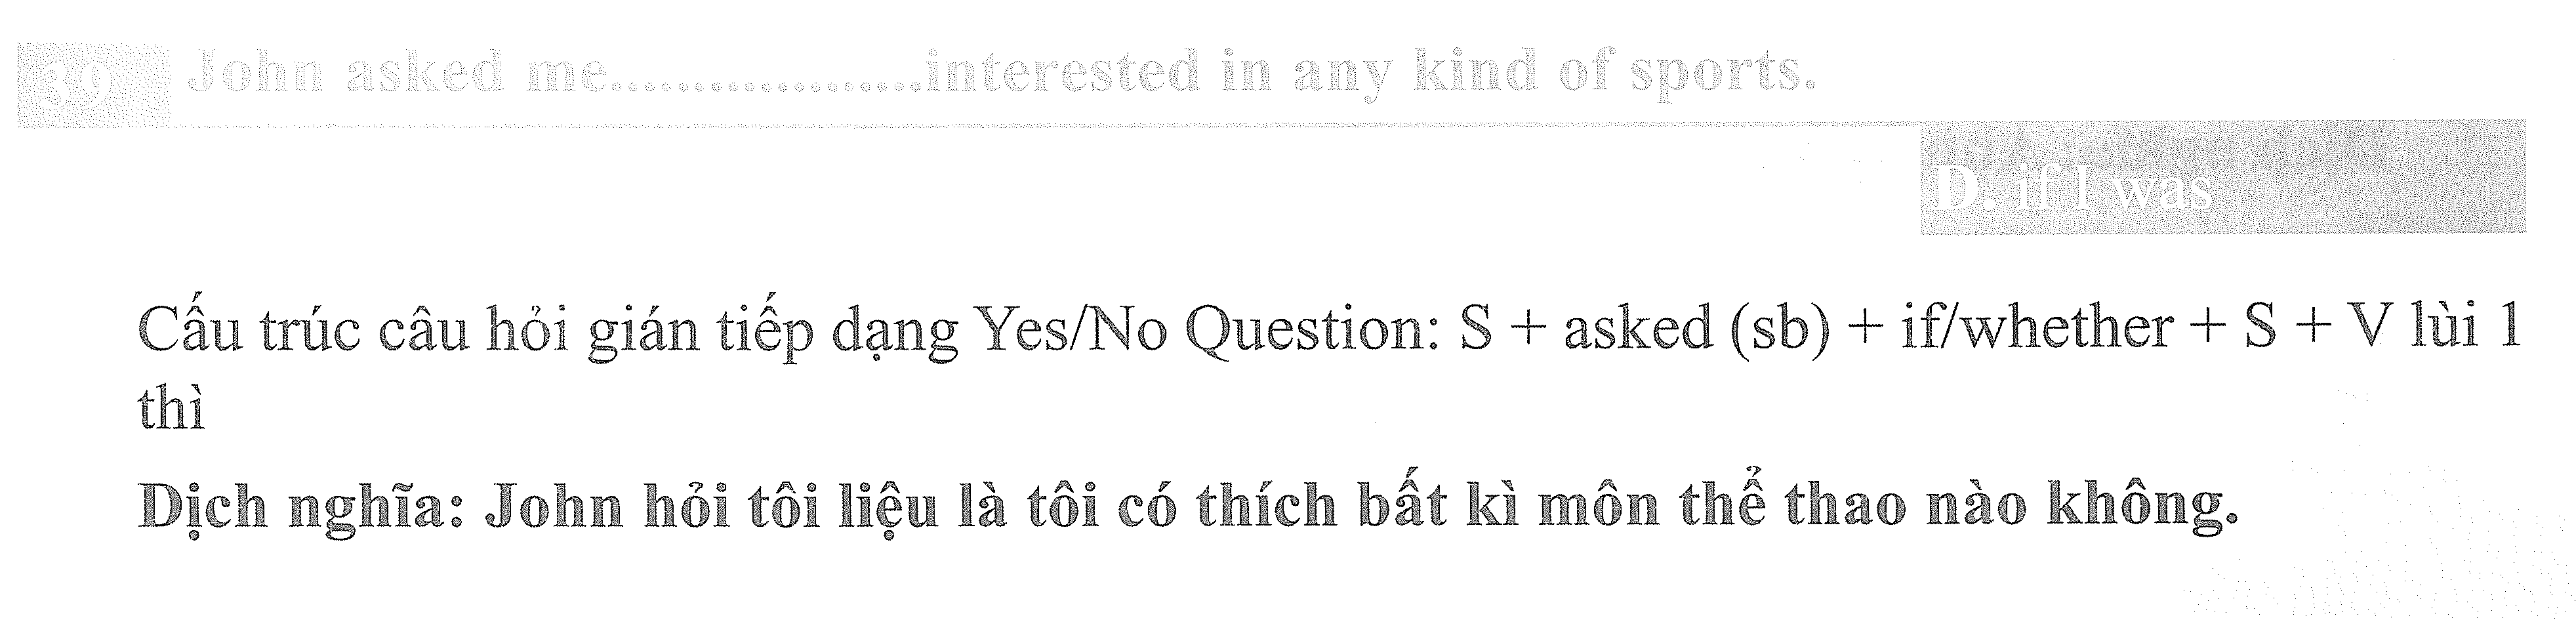 39 John asked me...................interested in any kind of sports.
D. if I was
Cấu trúc câu hỏi gián tiếp dạng Yes/No Question: S + asked (sb) + if/whether + S + V lùi 1
thì
Dịch nghĩa: John hỏi tôi liệu là tôi có thích bất kì môn thể thao nào không.